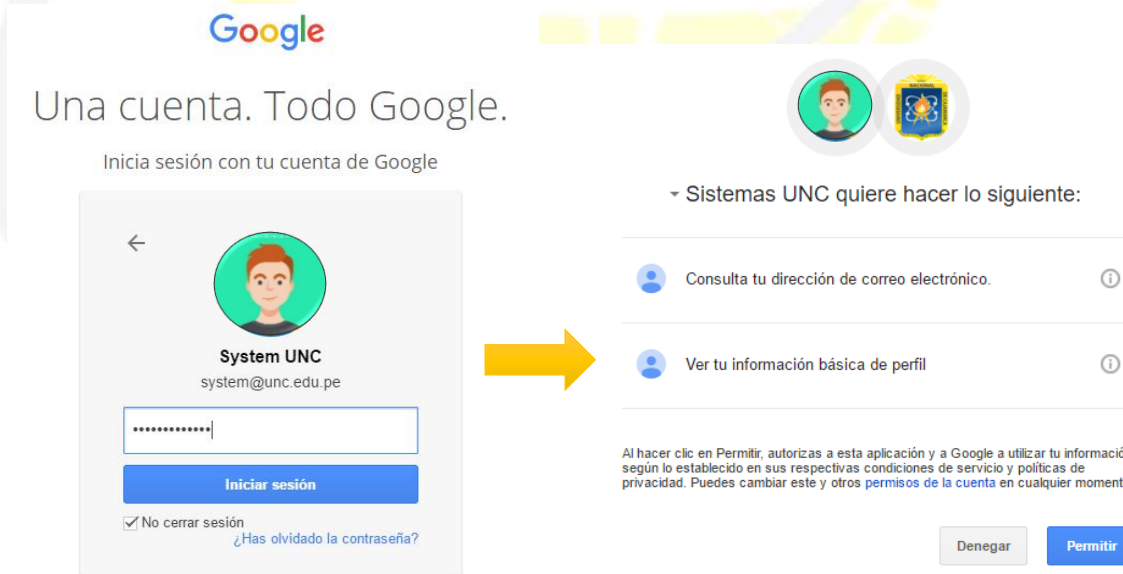 Google
Una cuenta. Todo Google.
Inicia sesión con tu cuenta de Google
System UNC
system@unc.edu.pe
•••••••••••••
Iniciar sesión
No cerrar sesión
¿Has olvidado la contraseña?
NACIONAL
Sistemas UNC quiere hacer lo siguiente:
Consulta tu dirección de correo electrónico.
Ver tu información básica de perfil
Al hacer clic en Permitir, autorizas a esta aplicación y a Google a utilizar tu informació
según lo establecido en sus respectivas condiciones de servicio y políticas de
privacidad. Puedes cambiar este y otros permisos de la cuenta en cualquier moment
Denegar
Permitir